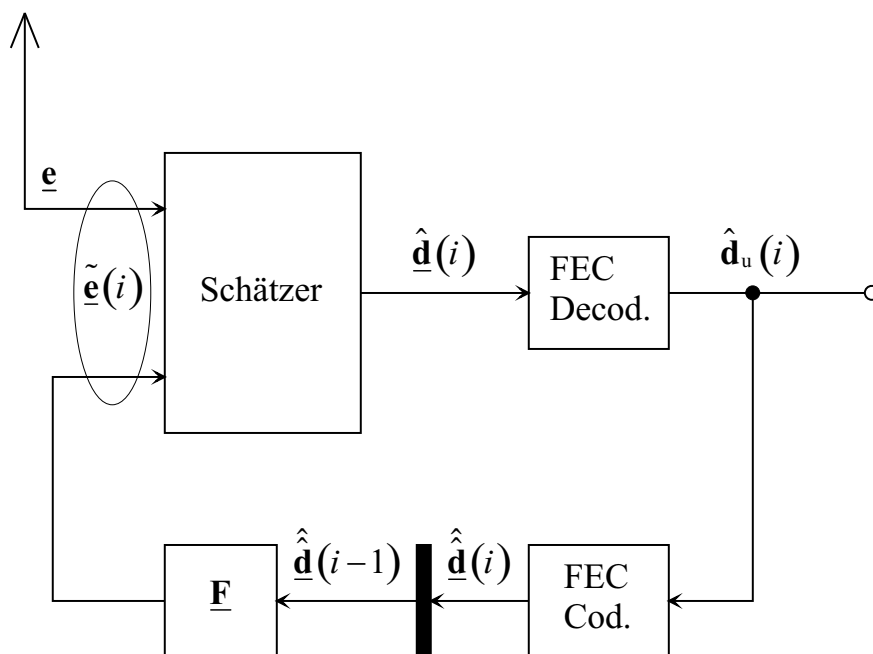 e
ẽ(i)
Schätzer
d̂(i)
FEC
Decod.
d̂u(i)
F
d̂̂(i−1)
d̂̂(i)
FEC
Cod.